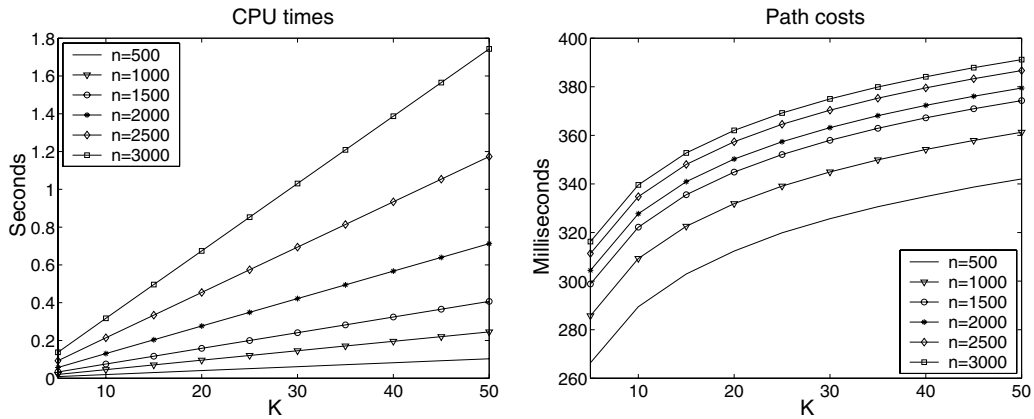 CPU times
1.8
1.6
1.4
1.2
1
0.8
0.6
0.4
0.2
0
Seconds
n=500
n=1000
n=1500
n=2000
n=2500
n=3000
10 20 30 40 50
K
Path costs
400
380
360
340
320
300
280
260
Milliseconds
n=500
n=1000
n=1500
n=2000
n=2500
n=3000
10 20 30 40 50
K